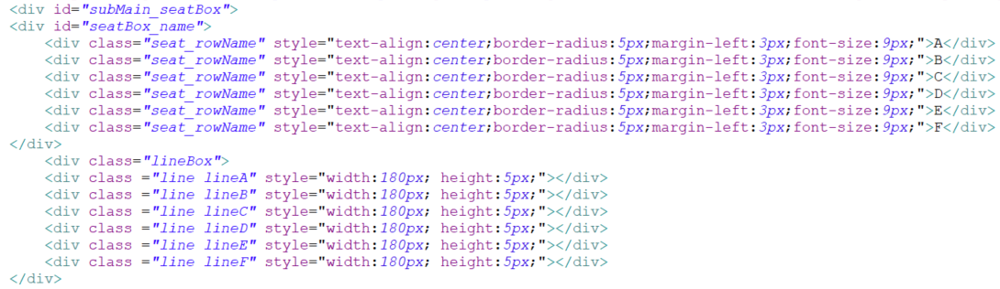 <div id="subMain_seatBox">
<div id="seatBox_name">
<div class="seat_rowName" style="text-align:center;border-radius:5px;margin-left:3px;font-size:9px;">A</div>
<div class="seat_rowName" style="text-align:center;border-radius:5px;margin-left:3px;font-size:9px;">B</div>
<div class="seat_rowName" style="text-align:center;border-radius:5px;margin-left:3px;font-size:9px;">C</div>
<div class="seat_rowName" style="text-align:center;border-radius:5px;margin-left:3px;font-size:9px;">D</div>
<div class="seat_rowName" style="text-align:center;border-radius:5px;margin-left:3px;font-size:9px;">E</div>
<div class="seat_rowName" style="text-align:center;border-radius:5px;margin-left:3px;font-size:9px;">F</div>
</div>
<div class="lineBox">
<div class ="line lineA" style="width:180px; height:5px;"></div>
<div class ="line lineB" style="width:180px; height:5px;"></div>
<div class ="line lineC" style="width:180px; height:5px;"></div>
<div class ="line lineD" style="width:180px; height:5px;"></div>
<div class ="line lineE" style="width:180px; height:5px;"></div>
<div class ="line lineF" style="width:180px; height:5px;"></div>
</div>